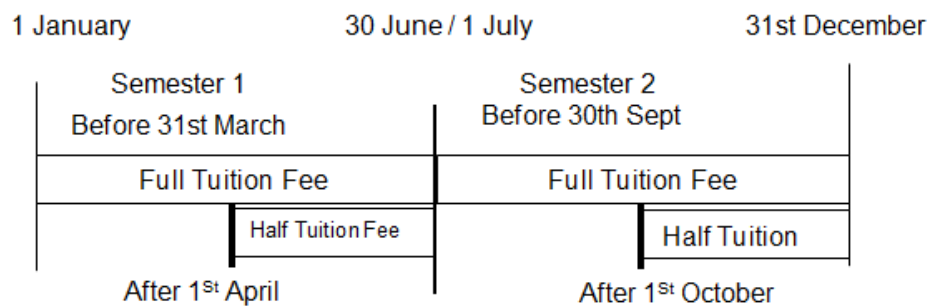 1 January 30 June / 1 July 31st December
Semester 1 Semester 2
Before 31st March Before 30th Sept
Full Tuition Fee Full Tuition Fee
Half Tuition Fee Half Tuition
After 1St April After 1St October